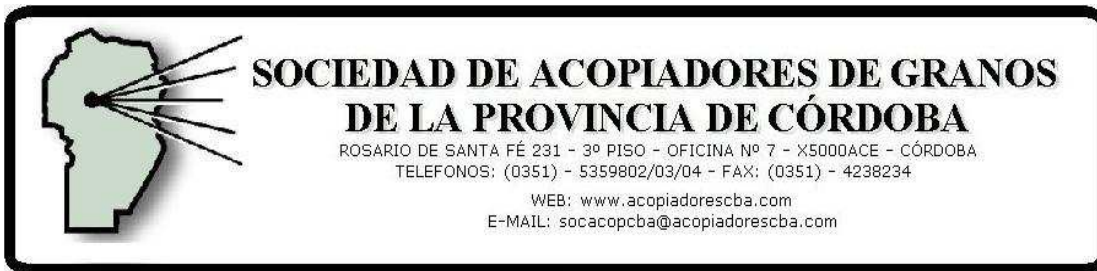 SOCIEDAD DE ACOPIADORES DE GRANOS
DE LA PROVINCIA DE CÓRDOBA
ROSARIO DE SANTA FÉ 231 - 3º PISO - OFICINA Nº 7 - X5000ACE - CÓRDOBA
TELEFONOS: (0351) - 5359802/03/04 - FAX: (0351) - 4238234
WEB: www.acopiadorescba.com
E-MAIL: socacopcba@acopiadorescba.com